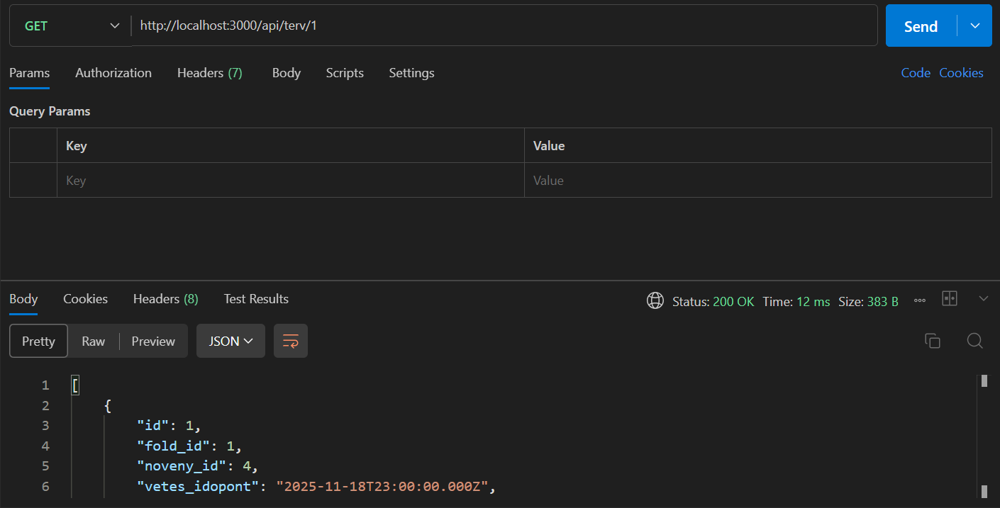 GET http://localhost:3000/api/terv/1 Send
Params Authorization Headers (7) Body Scripts Settings Code Cookies
Query Params
Key Value
Key Value
Body Cookies Headers (8) Test Results Status: 200 OK Time: 12 ms Size: 383 B
Pretty Raw Preview JSON
1 [
2 {
3 "id": 1,
4 "fold_id": 1,
5 "noveny_id": 4,
6 "vetes_idopont": "2025-11-18T23:00:00.000Z",